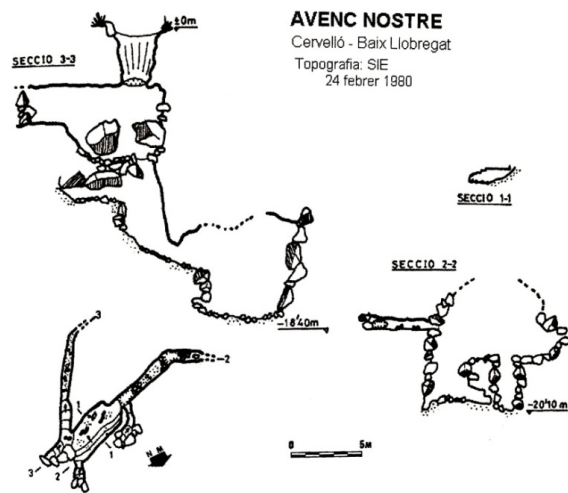 AVENC NOSTRE
Cervelló - Baix Llobregat
Topografia: SIE
24 febrer 1980
±0m
SECCIO 3-3
SECCIO 1-1
SECCIO 2-2
-18'40m
-20'10 m
3
2
1
1
3
2
N M
0 5M